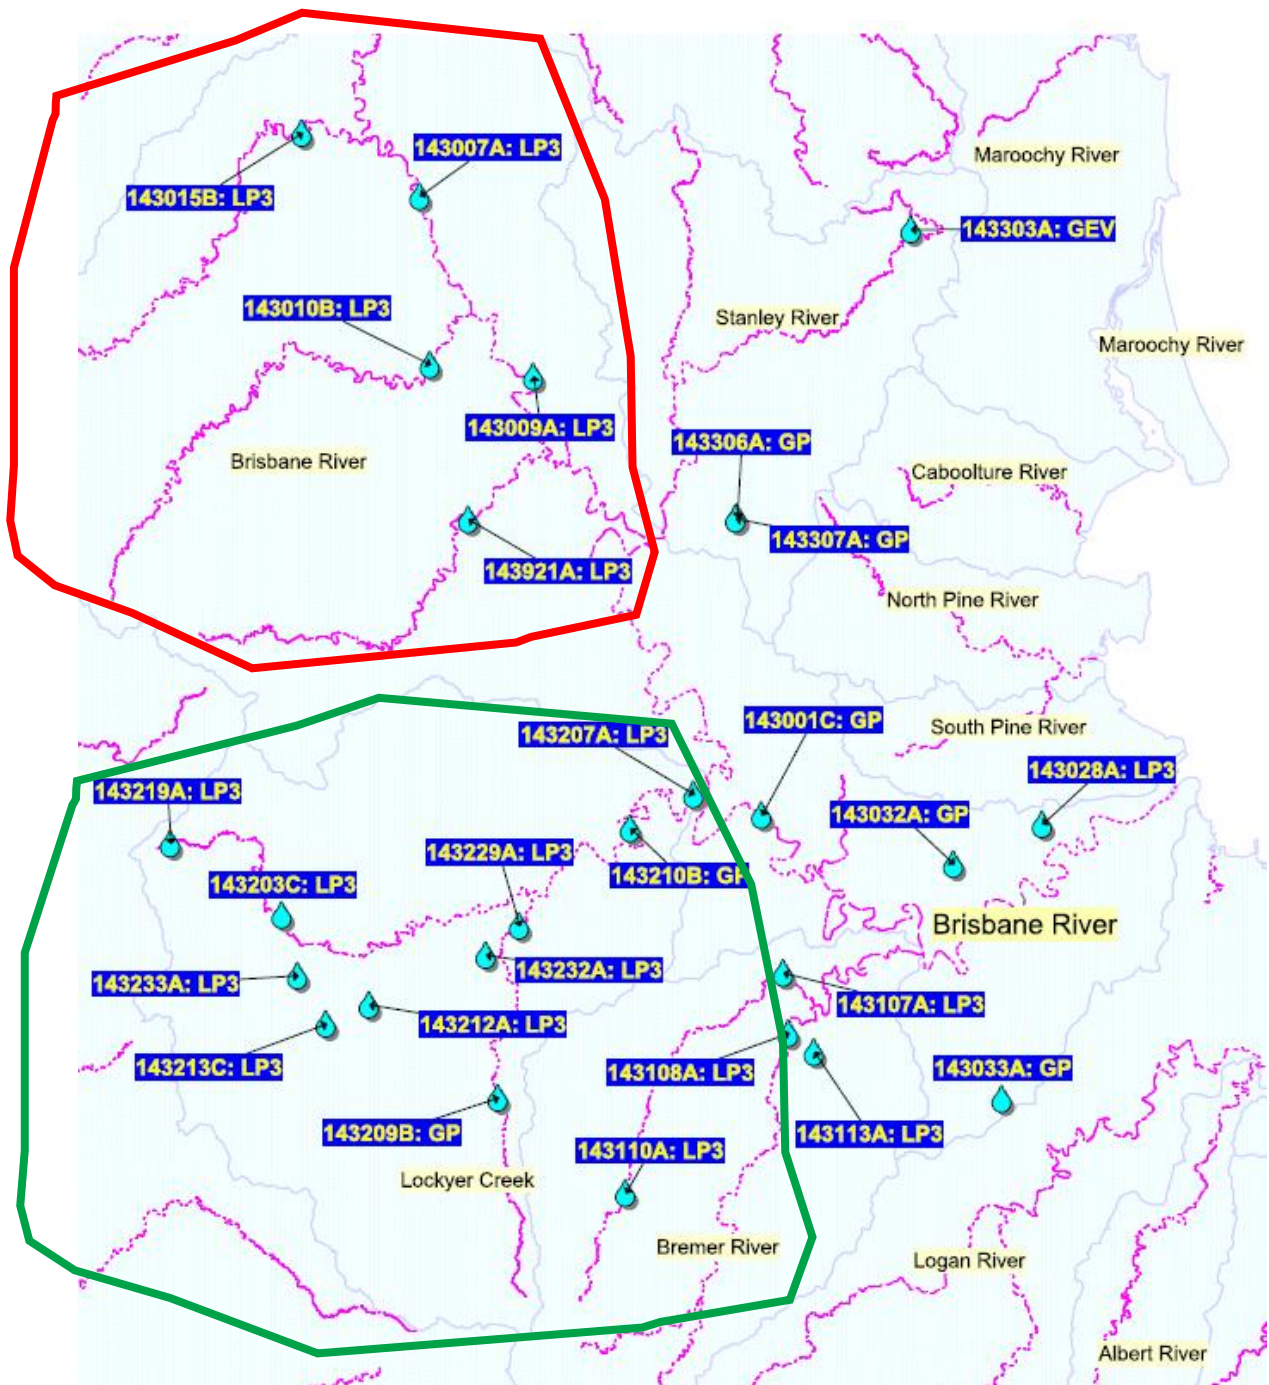 143007A: LP3
Maroochy River
143015B: LP3
143303A: GEV
143010B: LP3
Stanley River
Maroochy River
143009A: LP3
143306A: GP
Brisbane River
Caboolture River
143307A: GP
143921A: LP3
North Pine River
143001C: GP
South Pine River
143207A: LP3
143028A: LP3
143219A: LP3
143032A: GP
143229A: LP3
143210B: GP
143203C: LP3
Brisbane River
143232A: LP3
143233A: LP3
143107A: LP3
143212A: LP3
143213C: LP3
143108A: LP3
143033A: GP
143209B: GP
143113A: LP3
143110A: LP3
Lockyer Creek
Bremer River
Logan River
Albert River